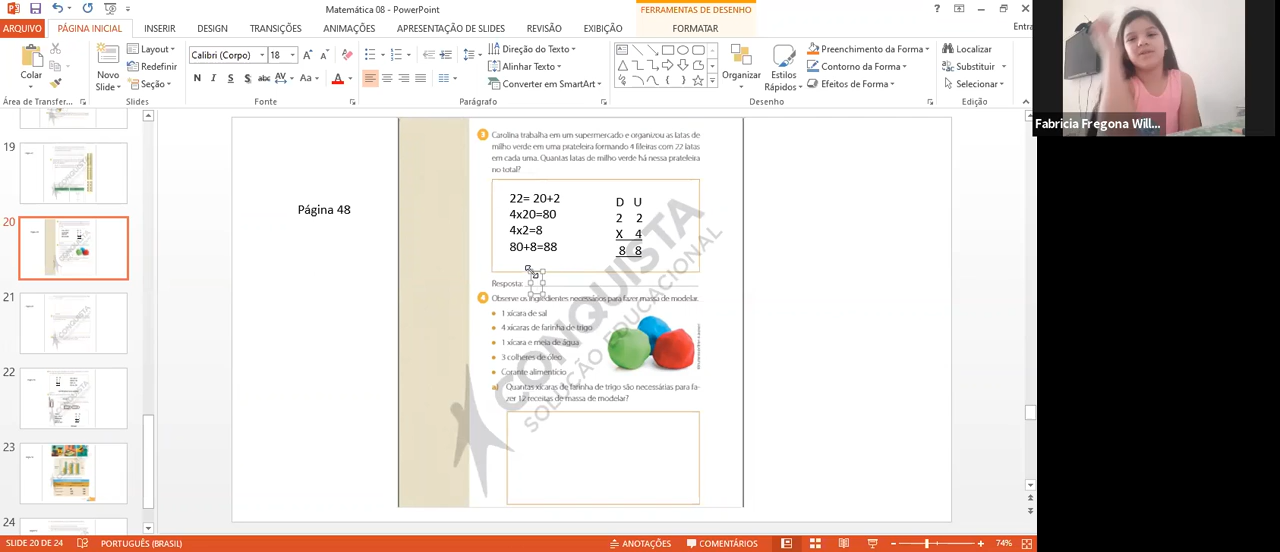 Matemática 08 - PowerPoint
FERRAMENTAS DE DESENHO
?
ARQUIVO
PÁGINA INICIAL
INSERIR
DESIGN
TRANSIÇÕES
ANIMAÇÕES
APRESENTAÇÃO DE SLIDES
REVISÃO
EXIBIÇÃO
FORMATAR
Entra
Colar
Novo
Slide
Layout
Redefinir
Seção
Calibri (Corpo)
18
N I S S abc AV Aa A
Direção do Texto
Alinhar Texto
Converter em SmartArt
Organizar
Estilos
Rápidos
Preenchimento da Forma
Contorno da Forma
Efeitos de Forma
Localizar
Substituir
Selecionar
Área de Transfer...
Slides
Fonte
Parágrafo
Desenho
Edição
Fabricia Fregona Will...
19
20
21
22
23
24
Página 48
3 Carolina trabalha em um supermercado e organizou as latas de
milho verde em uma prateleira formando 4 fileiras com 22 latas
em cada uma. Quantas latas de milho verde há nessa prateleira
no total?
22= 20+2
4x20=80
4x2=8
80+8=88
D U
2 2
X 4
8 8
Resposta:
4 Observe os ingredientes necessários para fazer massa de modelar.
• 1 xícara de sal
• 4 xícaras de farinha de trigo
• 1 xícara e meia de água
• 3 colheres de óleo
• Corante alimentício
a) Quantas xícaras de farinha de trigo são necessárias para fa-
zer 12 receitas de massa de modelar?
CONQUISTA
SOLUÇÃO EDUCACIONAL
SLIDE 20 DE 24
PORTUGUÊS (BRASIL)
ANOTAÇÕES
COMENTÁRIOS
74%